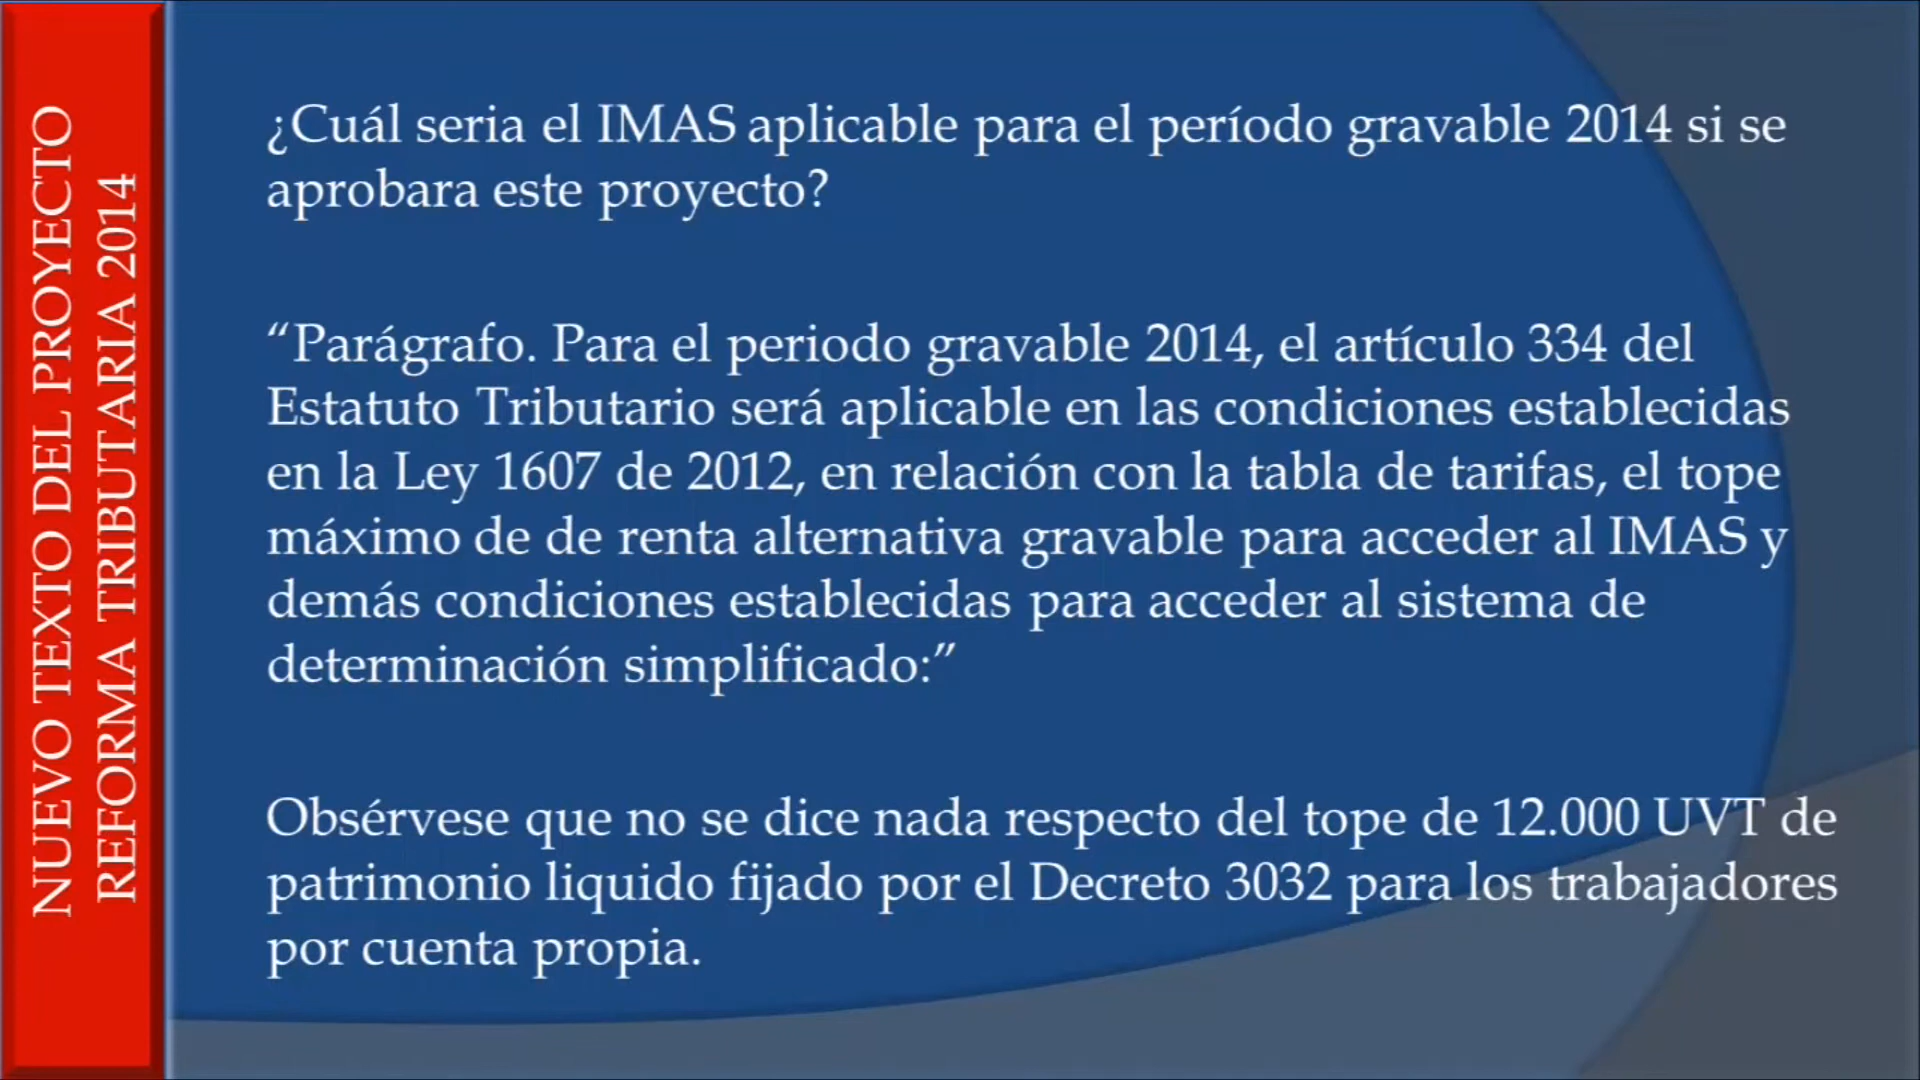 NUEVO TEXTO DEL PROYECTO
REFORMA TRIBUTARIA 2014
¿Cuál seria el IMAS aplicable para el período gravable 2014 si se
aprobara este proyecto?
“Parágrafo. Para el periodo gravable 2014, el artículo 334 del
Estatuto Tributario será aplicable en las condiciones establecidas
en la Ley 1607 de 2012, en relación con la tabla de tarifas, el tope
máximo de de renta alternativa gravable para acceder al IMAS y
demás condiciones establecidas para acceder al sistema de
determinación simplificado:”
Obsérvese que no se dice nada respecto del tope de 12.000 UVT de
patrimonio liquido fijado por el Decreto 3032 para los trabajadores
por cuenta propia.